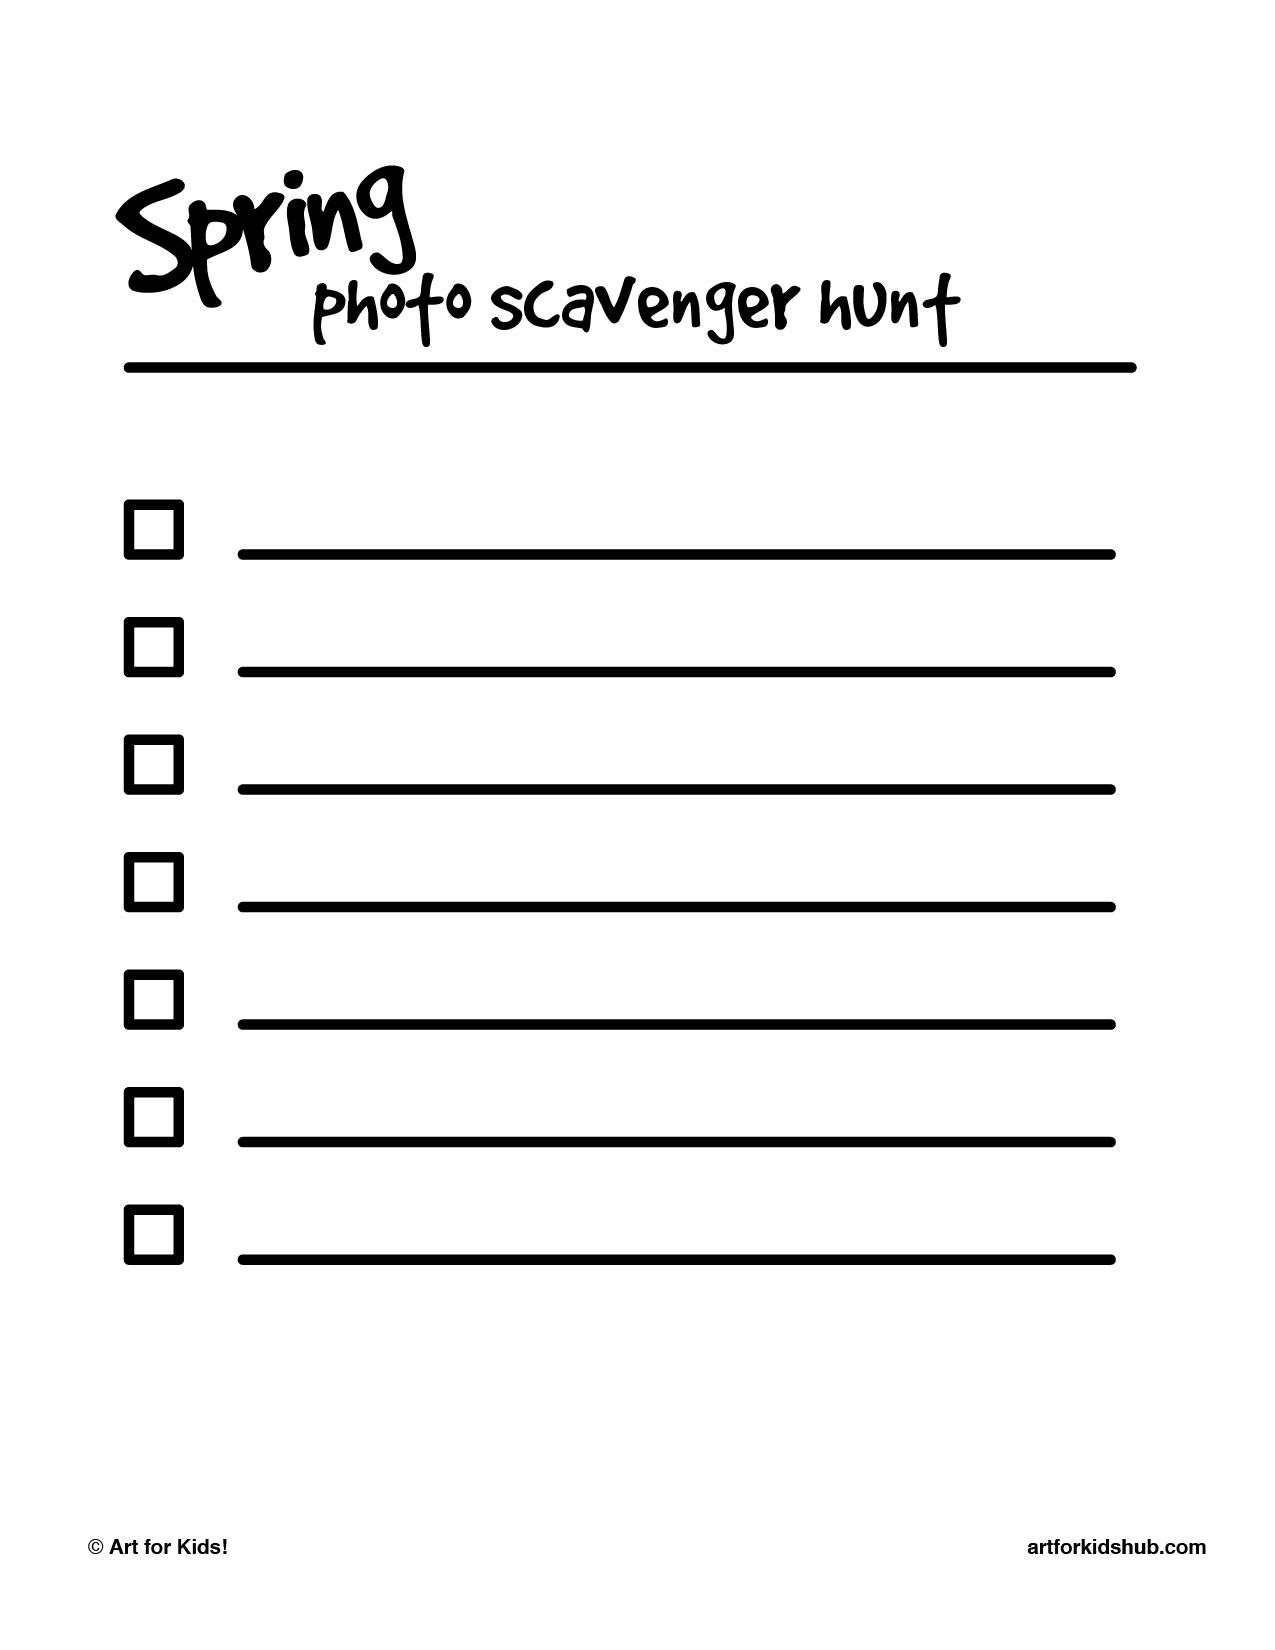 Spring
photo scavenger hunt
© Art for Kids!
artforkidshub.com